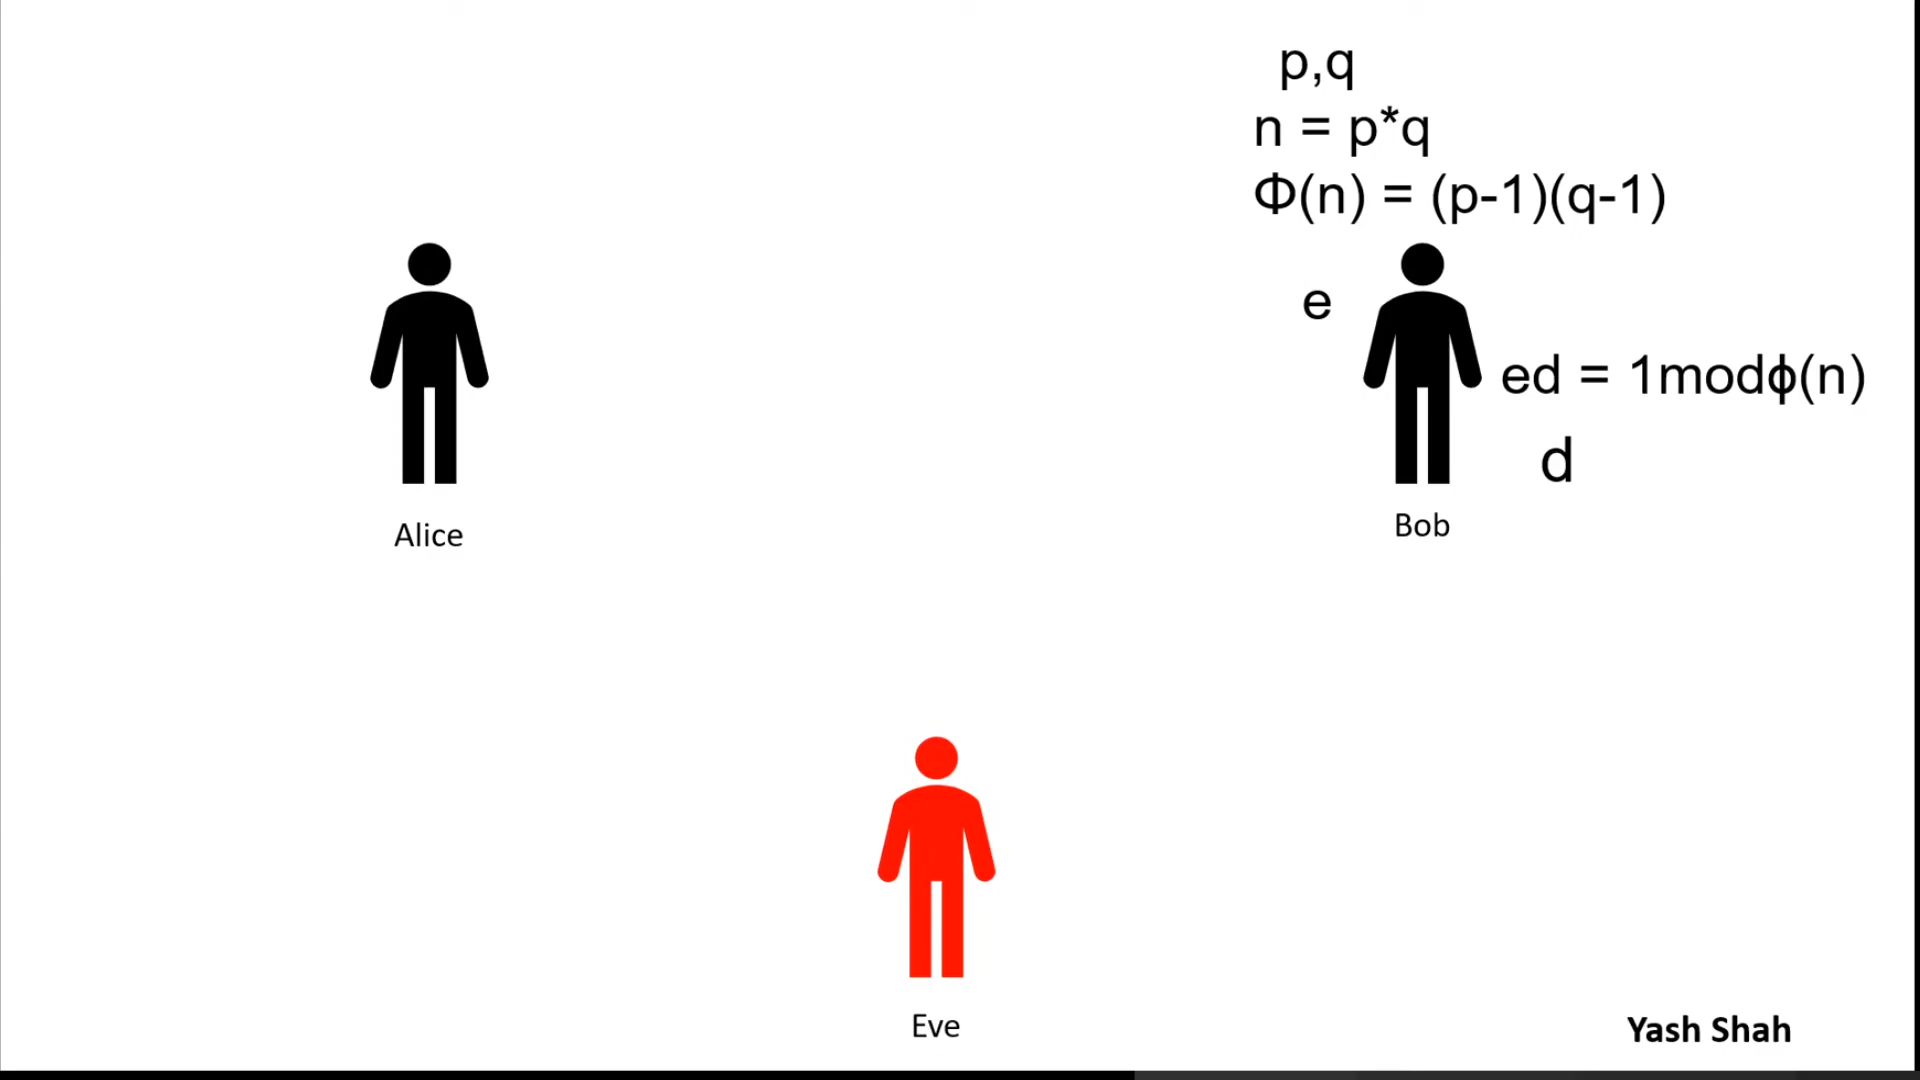 p,q
n = p*q
Φ(n) = (p-1)(q-1)
e
ed = 1modϕ(n)
d
Alice
Bob
Eve
Yash Shah